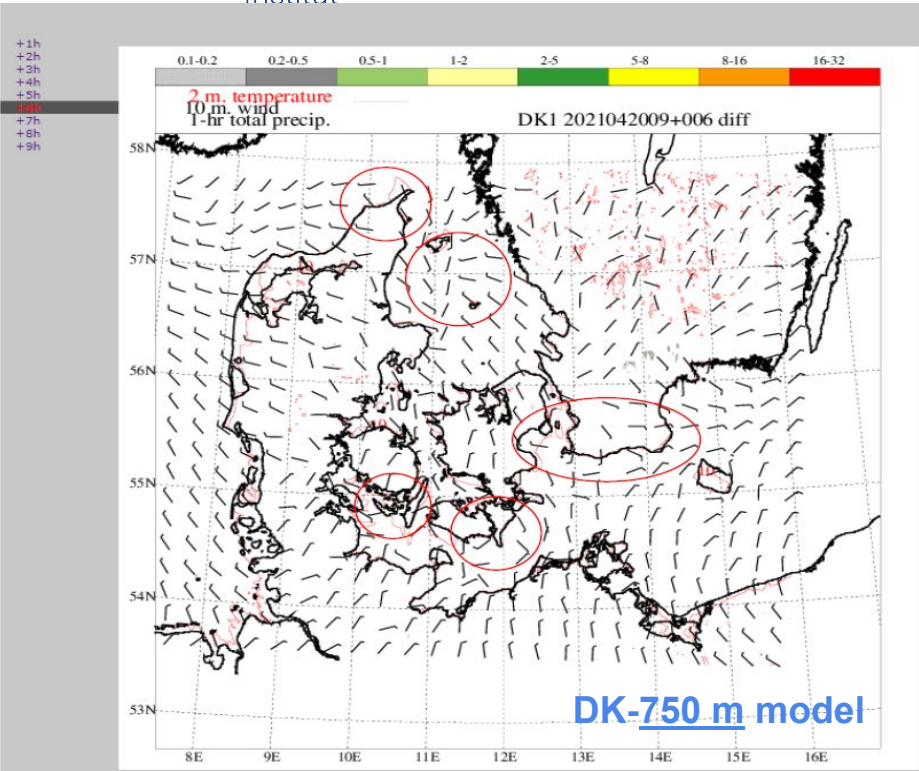 Institut
+1h
+2h
+3h
+4h
+5h
+6h
+7h
+8h
+9h
0.1-0.2 0.2-0.5 0.5-1 1-2 2-5 5-8 8-16 16-32
2 m. temperature
10 m. wind
1-hr total precip. DK1 2021042009+006 diff
58N
57N
56N
55N
54N
53N
10
10
DK-750 m model
8E 9E 10E 11E 12E 13E 14E 15E 16E